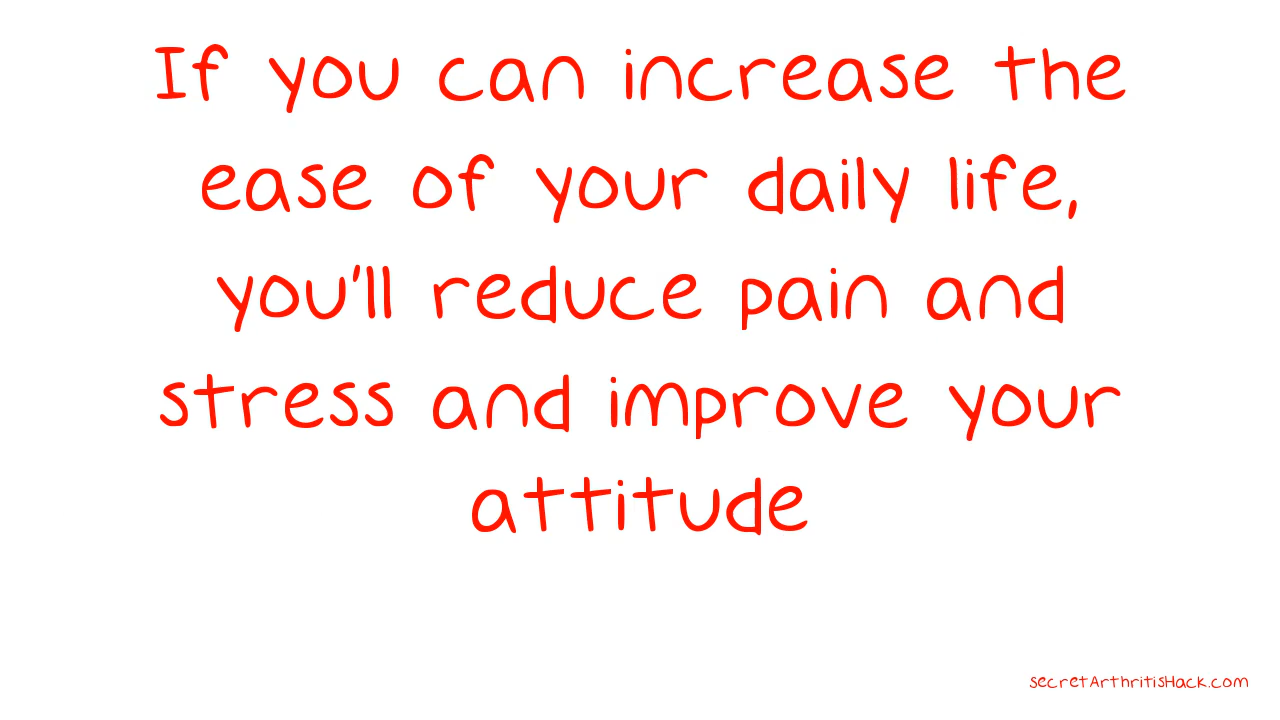 If you can increase the
ease of your daily life,
you'll reduce pain and
stress and improve your
attitude
secretArthritisHack.com